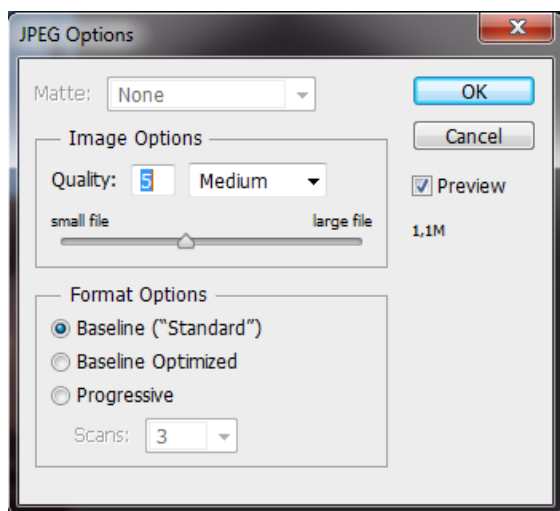 JPEG Options
Matte: None
OK
Image Options
Cancel
Quality: 5 Medium
Preview
small file large file
1,1M
Format Options
Baseline (“Standard”)
Baseline Optimized
Progressive
Scans: 3